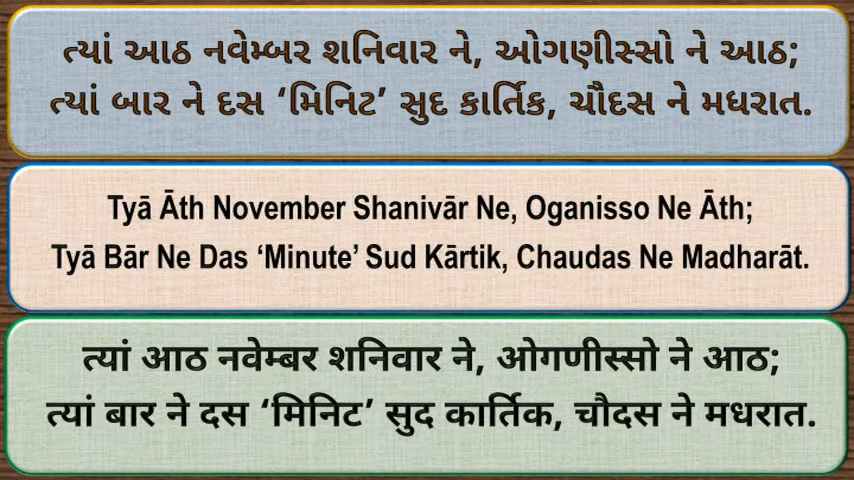 ત્યાં આઠ નવેમ્બર શનિવાર ને, ઓગણીસ્સો ને આઠ;
ત્યાં બાર ને દસ ‘મિનિટ’ સુદ કાર્તિક, ચૌદસ ને મધરાત.
Tyā Āth November Shanivār Ne, Oganisso Ne Āth;
Tyā Bār Ne Das ‘Minute’ Sud Kārtik, Chaudas Ne Madharāt.
त्यां आठ नवेम्बर शनिवार ने, ओगणीस्सो ने आठ;
त्यां बार ने दस ‘मिनिट’ सुद कार्तिक, चौदस ने मधरात.